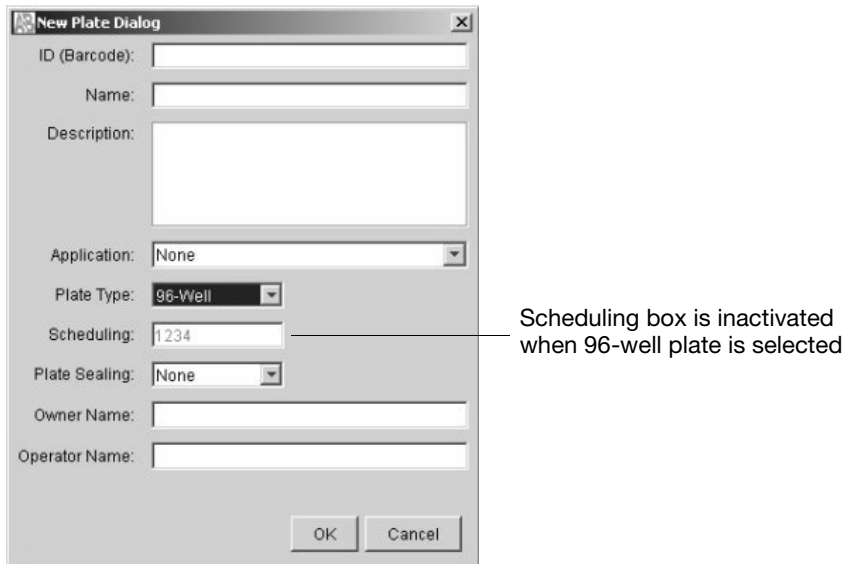 New Plate Dialog
ID (Barcode):
Name:
Description:
Application: None
Plate Type: 96-Well
Scheduling: 1234
Scheduling box is inactivated
when 96-well plate is selected
Plate Sealing: None
Owner Name:
Operator Name:
OK Cancel